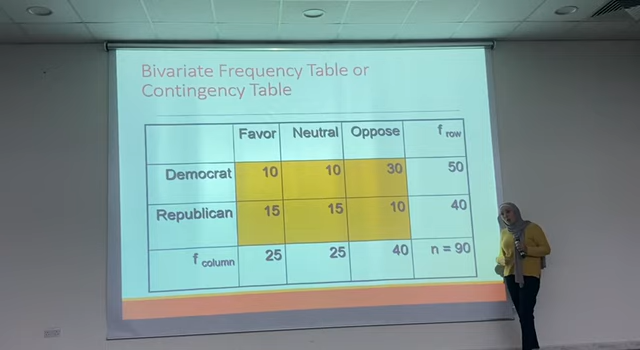 Bivariate Frequency Table or
Contingency Table
Favor Neutral Oppose f row
Democrat 10 10 30 50
Republican 15 15 10 40
f column 25 25 40 n = 90